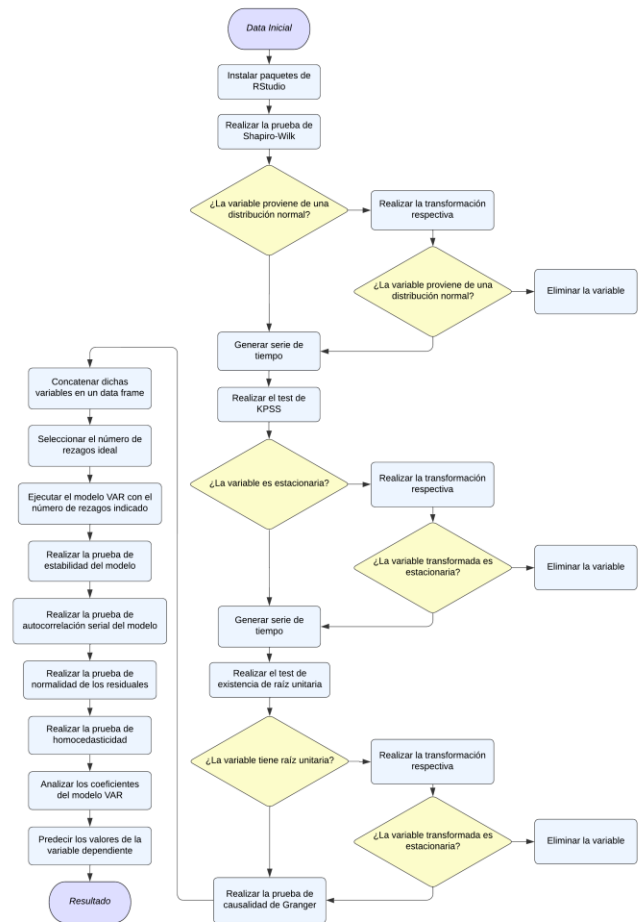 Data Inicial
Instalar paquetes de
RStudio
Realizar la prueba de
Shapiro-Wilk
¿La variable proviene de una
distribución normal?
Realizar la transformación
respectiva
¿La variable proviene de una
distribución normal?
Eliminar la variable
Generar serie de
tiempo
Realizar el test de
KPSS
¿La variable es estacionaria?
Realizar la transformación
respectiva
¿La variable transformada es
estacionaria?
Eliminar la variable
Generar serie de
tiempo
Realizar el test de
existencia de raíz unitaria
¿La variable tiene raíz unitaria?
Realizar la transformación
respectiva
¿La variable transformada es
estacionaria?
Eliminar la variable
Realizar la prueba de
causalidad de Granger
Concatenar dichas
variables en un data frame
Seleccionar el número de
rezagos ideal
Ejecutar el modelo VAR con el
número de rezagos indicado
Realizar la prueba de
estabilidad del modelo
Realizar la prueba de
autocorrelación serial del modelo
Realizar la prueba de
normalidad de los residuales
Realizar la prueba de
homocedasticidad
Analizar los coeficientes
del modelo VAR
Predecir los valores de la
variable dependiente
Resultado